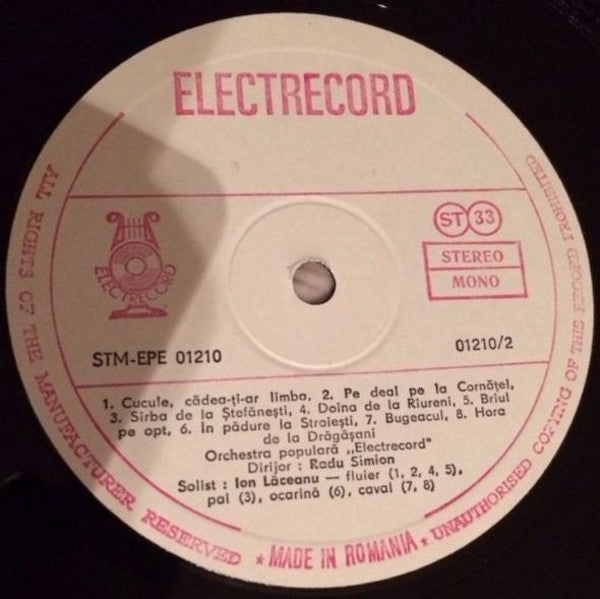 ELECTRECORD
ELECTRECORD
ST 33
STEREO
MONO
STM-EPE 01210
01210/2
1. Cucule, cădea-ți-ar limba, 2. Pe deal pe la Cornățel,
3. Sîrba de la Ștefănești, 4. Doina de la Riureni, 5. Briul
pe opt, 6. În pădure la Stroiești, 7. Bugeacul, 8. Hora
de la Drăgășani
Orchestra populară „Electrecord"
Dirijor : Radu Simion
Solist : Ion Lăceanu — fluier (1, 2, 4, 5),
pai (3), ocarină (6), caval (7, 8)
ALL RIGHTS OF THE MANUFACTURER RESERVED ★ MADE IN ROMANIA ★ UNAUTHORISED COPYING OF THIS RECORD PROHIBITED